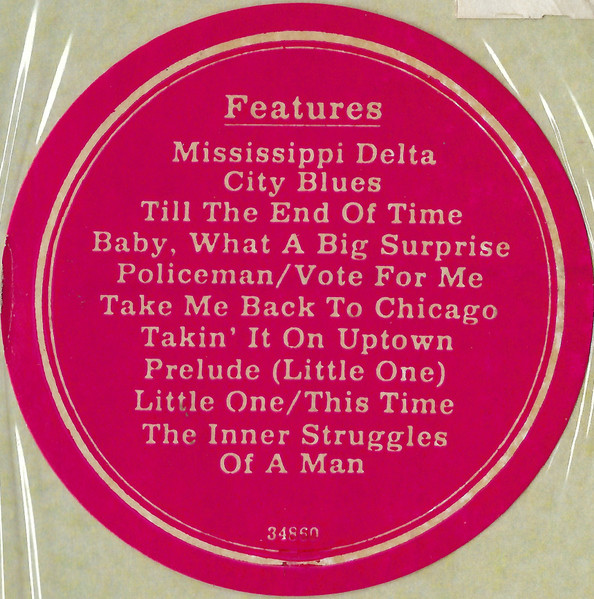 Features
Mississippi Delta
City Blues
Till The End Of Time
Baby, What A Big Surprise
Policeman/Vote For Me
Take Me Back To Chicago
Takin' It On Uptown
Prelude (Little One)
Little One/This Time
The Inner Struggles
Of A Man
34860